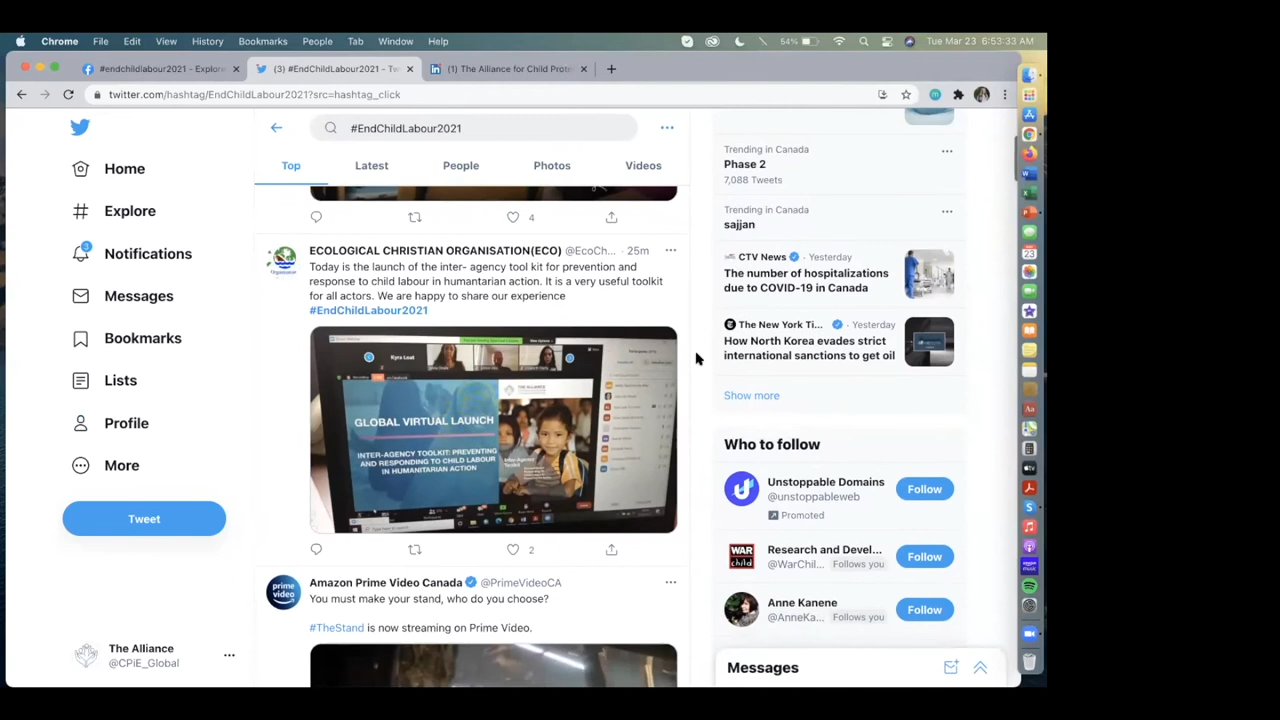 Chrome File Edit View History Bookmarks People Tab Window Help
54% Tue Mar 23 6:53:33 AM
#endchildlabour2021 - Explore
(3) #EndChildLabour2021 - Tw
(1) The Alliance for Child Prote
twitter.com/hashtag/EndChildLabour2021?src=hashtag_click
Home
Explore
3
Notifications
Messages
Bookmarks
Lists
Profile
More
Tweet
The Alliance
@CPiE_Global
#EndChildLabour2021
Top Latest People Photos Videos
4
ECOLOGICAL CHRISTIAN ORGANISATION(ECO) @EcoCh... · 25m
Today is the launch of the inter- agency tool kit for prevention and
response to child labour in humanitarian action. It is a very useful toolkit
for all actors. We are happy to share our experience
#EndChildLabour2021
Kyra Loat
THE ALLIANCE
GLOBAL VIRTUAL LAUNCH
INTER-AGENCY TOOLKIT: PREVENTING
AND RESPONDING TO CHILD LABOUR
IN HUMANITARIAN ACTION
2
prime video
Amazon Prime Video Canada @PrimeVideoCA
You must make your stand, who do you choose?
#TheStand is now streaming on Prime Video.
Trending in Canada
Phase 2
7,088 Tweets
Trending in Canada
sajjan
CTV News · Yesterday
The number of hospitalizations
due to COVID-19 in Canada
The New York Ti... · Yesterday
How North Korea evades strict
international sanctions to get oil
Show more
Who to follow
Unstoppable Domains
@unstoppableweb
Promoted
Follow
WAR
child
Research and Devel...
@WarChil... Follows you
Follow
Anne Kanene
@AnneKa... Follows you
Follow
Messages